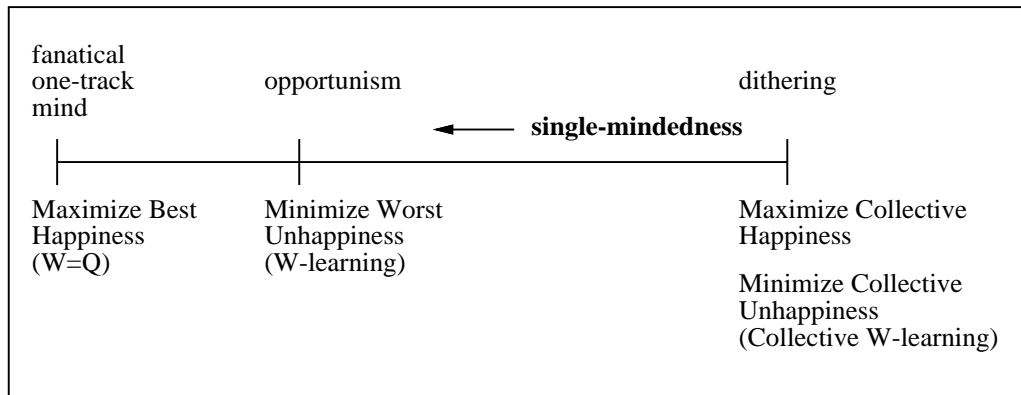 fanatical
one-track
mind
opportunism
dithering
single-mindedness
Maximize Best
Happiness
(W=Q)
Minimize Worst
Unhappiness
(W-learning)
Maximize Collective
Happiness
Minimize Collective
Unhappiness
(Collective W-learning)